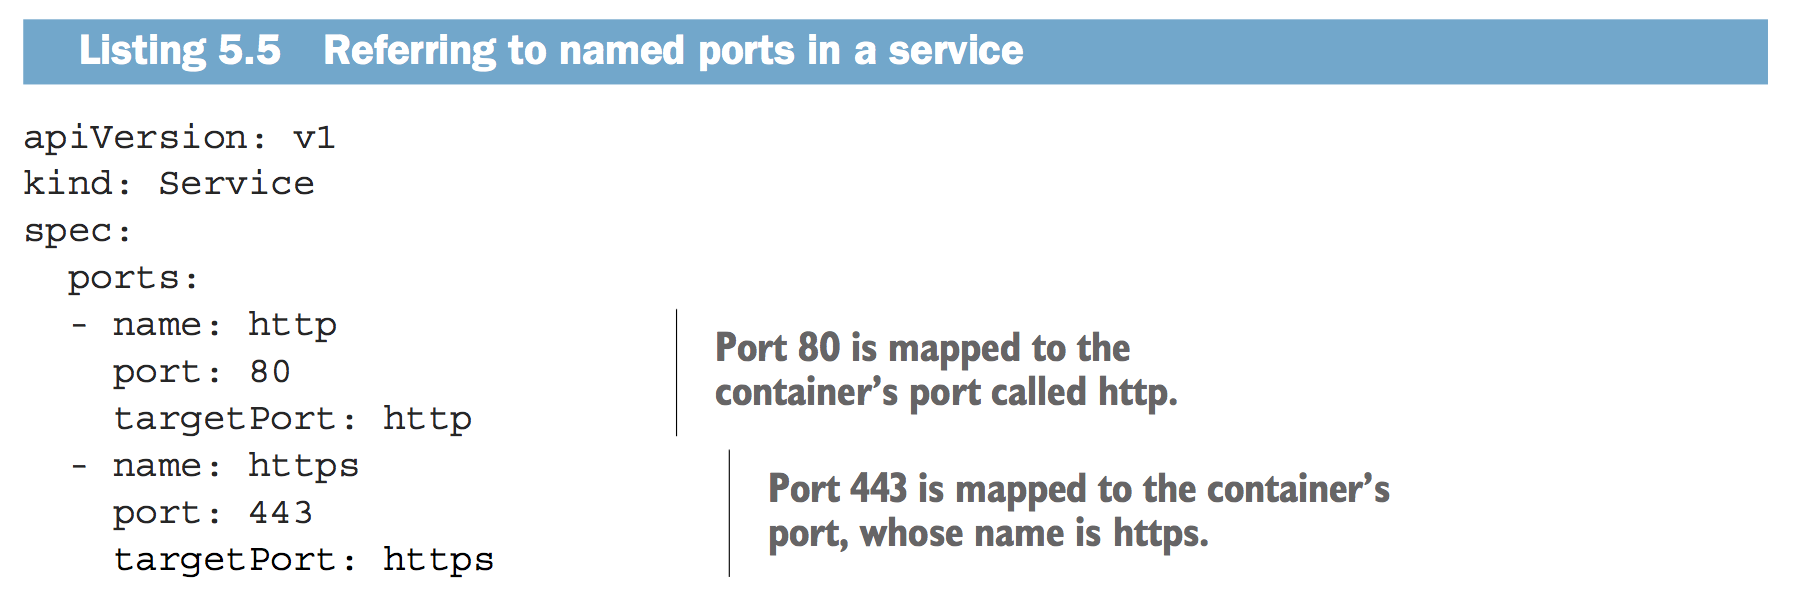 Listing 5.5 Referring to named ports in a service
apiVersion: v1
kind: Service
spec:
  ports:
  - name: http
    port: 80
    targetPort: http
  - name: https
    port: 443
    targetPort: https
Port 80 is mapped to the
container’s port called http.
Port 443 is mapped to the container’s
port, whose name is https.